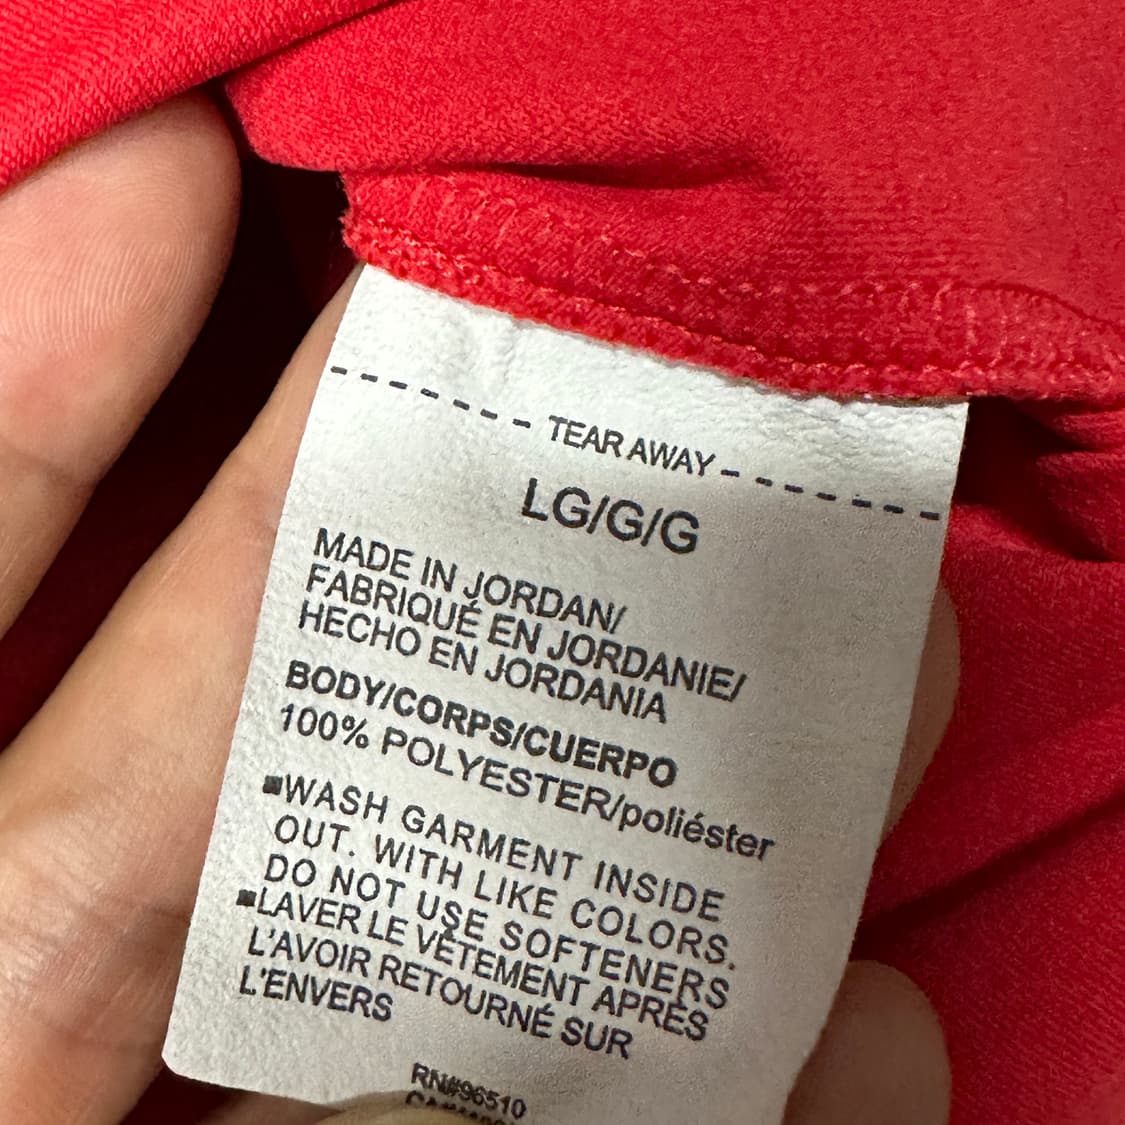 TEAR AWAY
LG/G/G
MADE IN JORDAN/
FABRIQUÉ EN JORDANIE/
HECHO EN JORDANIA
BODY/CORPS/CUERPO
100% POLYESTER/poliéster
▪WASH GARMENT INSIDE
OUT. WITH LIKE COLORS.
DO NOT USE SOFTENERS
▪LAVER LE VÊTEMENT APRÈS
L'AVOIR RETOURNÉ SUR
L'ENVERS
RN#96510